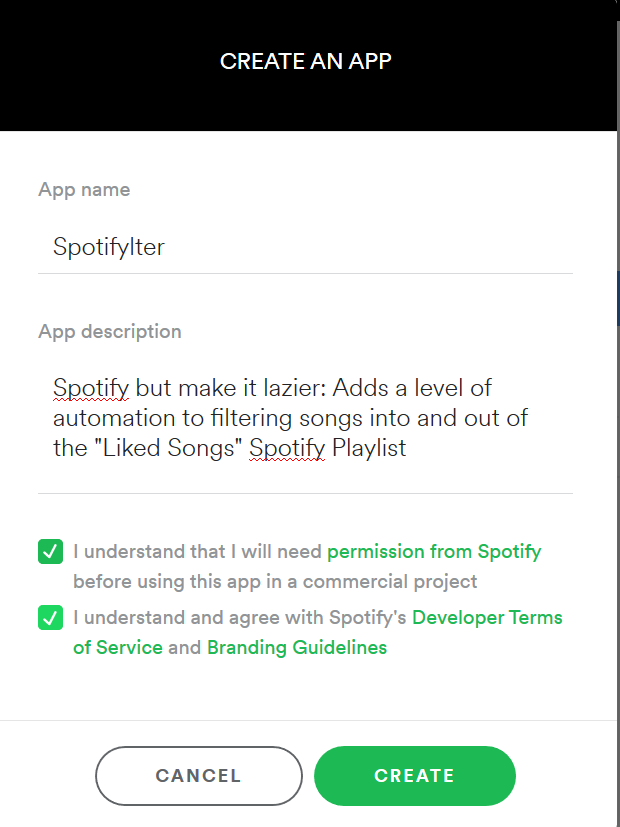 CREATE AN APP
App name
Spotifylter
App description
Spotify but make it lazier: Adds a level of
automation to filtering songs into and out of
the "Liked Songs" Spotify Playlist
I understand that I will need permission from Spotify
before using this app in a commercial project
I understand and agree with Spotify's Developer Terms
of Service and Branding Guidelines
CANCEL
CREATE